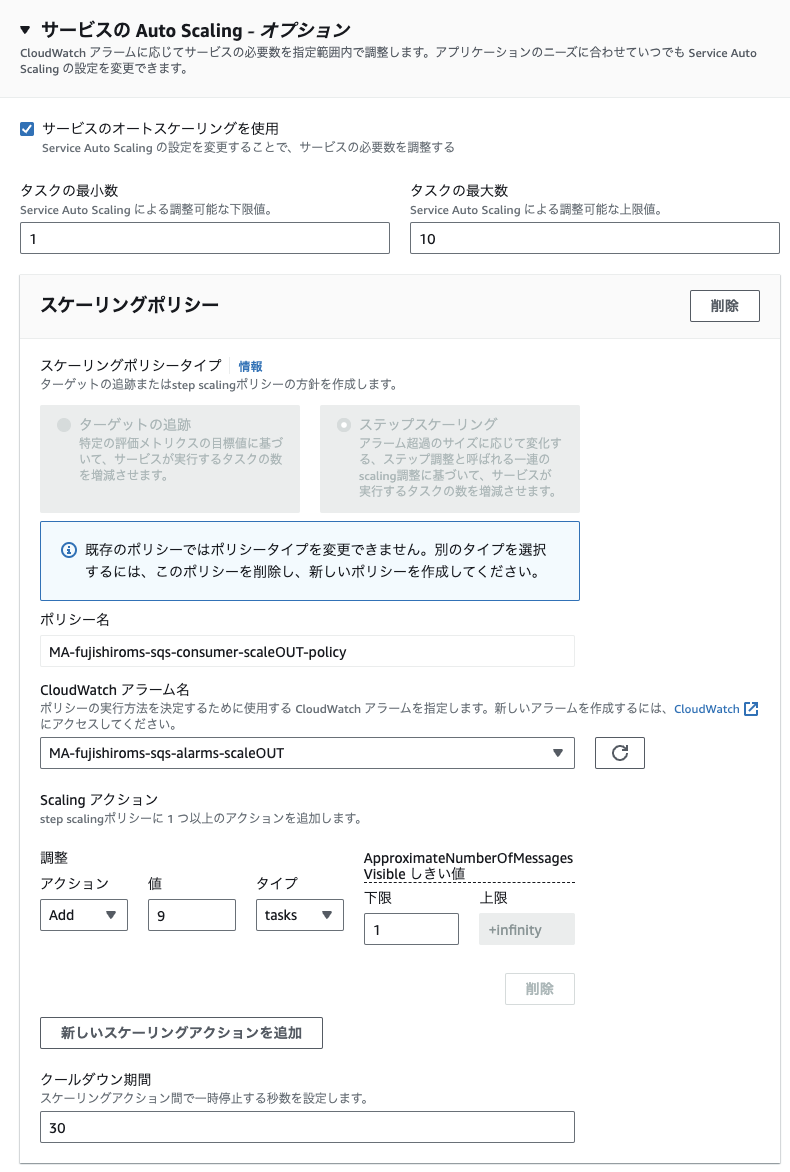 サービスの Auto Scaling - オプション
CloudWatch アラームに応じてサービスの必要数を指定範囲内で調整します。アプリケーションのニーズに合わせていつでも Service Auto
Scaling の設定を変更できます。
サービスのオートスケーリングを使用
Service Auto Scaling の設定を変更することで、サービスの必要数を調整する
タスクの最小数
Service Auto Scaling による調整可能な下限値。
1
タスクの最大数
Service Auto Scaling による調整可能な上限値。
10
スケーリングポリシー
削除
スケーリングポリシータイプ
情報
ターゲットの追跡またはstep scalingポリシーの方針を作成します。
ターゲットの追跡
特定の評価メトリクスの目標値に基づ
いて、サービスが実行するタスクの数
を増減させます。
ステップスケーリング
アラーム超過のサイズに応じて変化す
る、ステップ調整と呼ばれる一連の
scaling調整に基づいて、サービスが
実行するタスクの数を増減させます。
既存のポリシーではポリシータイプを変更できません。別のタイプを選択
するには、このポリシーを削除し、新しいポリシーを作成してください。
ポリシー名
MA-fujishiroms-sqs-consumer-scaleOUT-policy
CloudWatch アラーム名
ポリシーの実行方法を決定するために使用する CloudWatch アラームを指定します。新しいアラームを作成するには、CloudWatch
にアクセスしてください。
MA-fujishiroms-sqs-alarms-scaleOUT
Scaling アクション
step scalingポリシーに 1 つ以上のアクションを追加します。
調整
アクション
Add
値
9
タイプ
tasks
ApproximateNumberOfMessages
Visible しきい値
下限
1
上限
+infinity
削除
新しいスケーリングアクションを追加
クールダウン期間
スケーリングアクション間で一時停止する秒数を設定します。
30